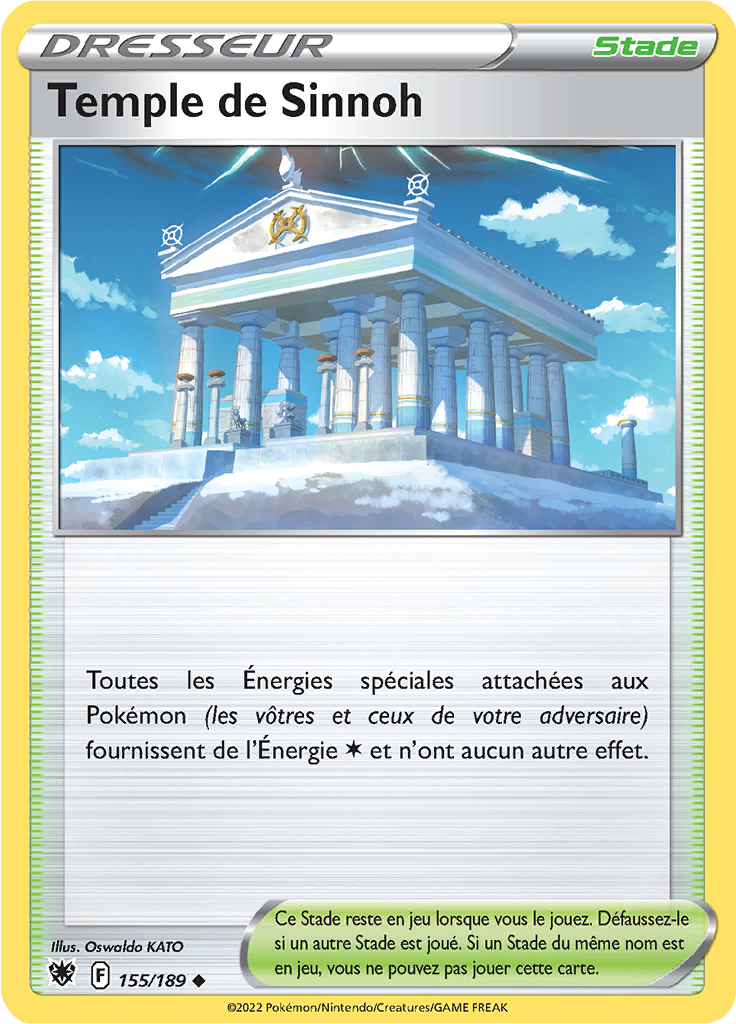 DRESSEUR
Stade
Temple de Sinnoh
Toutes les Énergies spéciales attachées aux
Pokémon (les vôtres et ceux de votre adversaire)
fournissent de l'Énergie ✶ et n'ont aucun autre effet.
Ce Stade reste en jeu lorsque vous le jouez. Défaussez-le
si un autre Stade est joué. Si un Stade du même nom est
en jeu, vous ne pouvez pas jouer cette carte.
Illus. Oswaldo KATO
F 155/189 ◆
©2022 Pokémon/Nintendo/Creatures/GAME FREAK